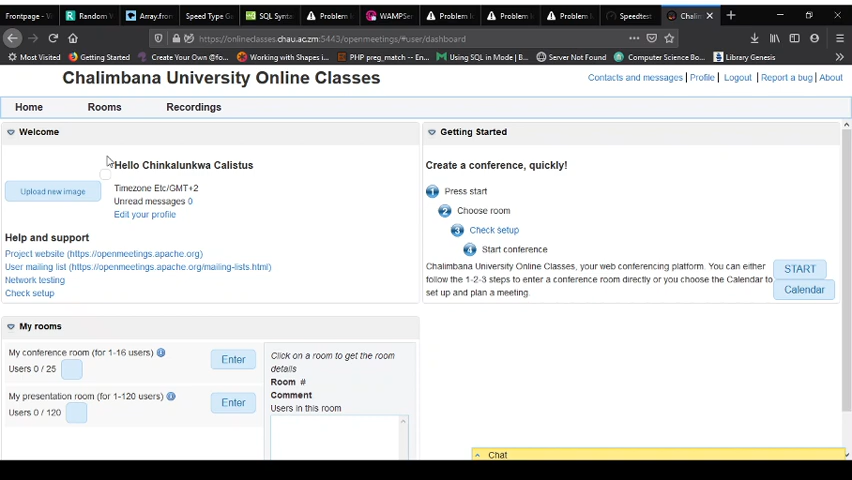 Frontpage - V
Random W
Array.from
Speed Type G
SQL Syntax
Problem l
WAMPServ
Problem l
Problem l
Problem l
Speedtest
Chalim
https://onlineclasses.chau.ac.zm:5443/openmeetings/#user/dashboard
Most Visited Getting Started Create Your @fo... Working with Shapes i... PHP preg_match -- En... Using SQL in Mode [ ... Server Not Found Computer Science Bo... Library Genesis
Chalimbana University Online Classes
Contacts and messages | Profile | Logout | Report a bug | About
Home Rooms Recordings
Welcome
Hello Chinkalunkwa Calistus
Upload new image
Timezone Etc/GMT+2
Unread messages 0
Edit your profile
Help and support
Project website (https://openmeetings.apache.org)
User mailing list (https://openmeetings.apache.org/mailing-lists.html)
Network testing
Check setup
Getting Started
Create a conference, quickly!
1 Press start
2 Choose room
3 Check setup
4 Start conference
Chalimbana University Online Classes, your web conferencing platform. You can either
follow the 1-2-3 steps to enter a conference room directly or you choose the Calendar to
set up and plan a meeting.
START
Calendar
My rooms
My conference room (for 1-16 users)
Users 0 / 25
Enter
My presentation room (for 1-120 users)
Users 0 / 120
Enter
Click on a room to get the room
details
Room #
Comment
Users in this room
Chat